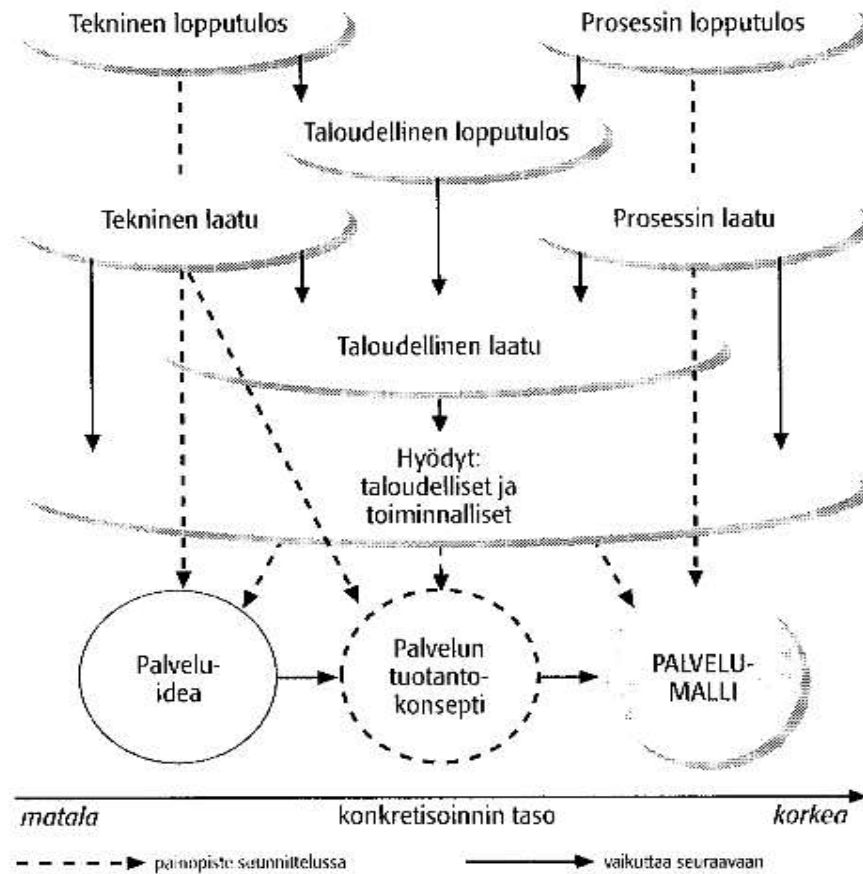 Tekninen lopputulos
Prosessin lopputulos
Taloudellinen lopputulos
Tekninen laatu
Prosessin laatu
Taloudellinen laatu
Hyödyt:
taloudelliset ja
toiminnalliset
Palvelu-
idea
Palvelun
tuotanto-
konsepti
PALVELU-
MALLI
matala
konkretisoinnin taso
korkea
painopiste suunnittelussa
vaikuttaa seuraavaan